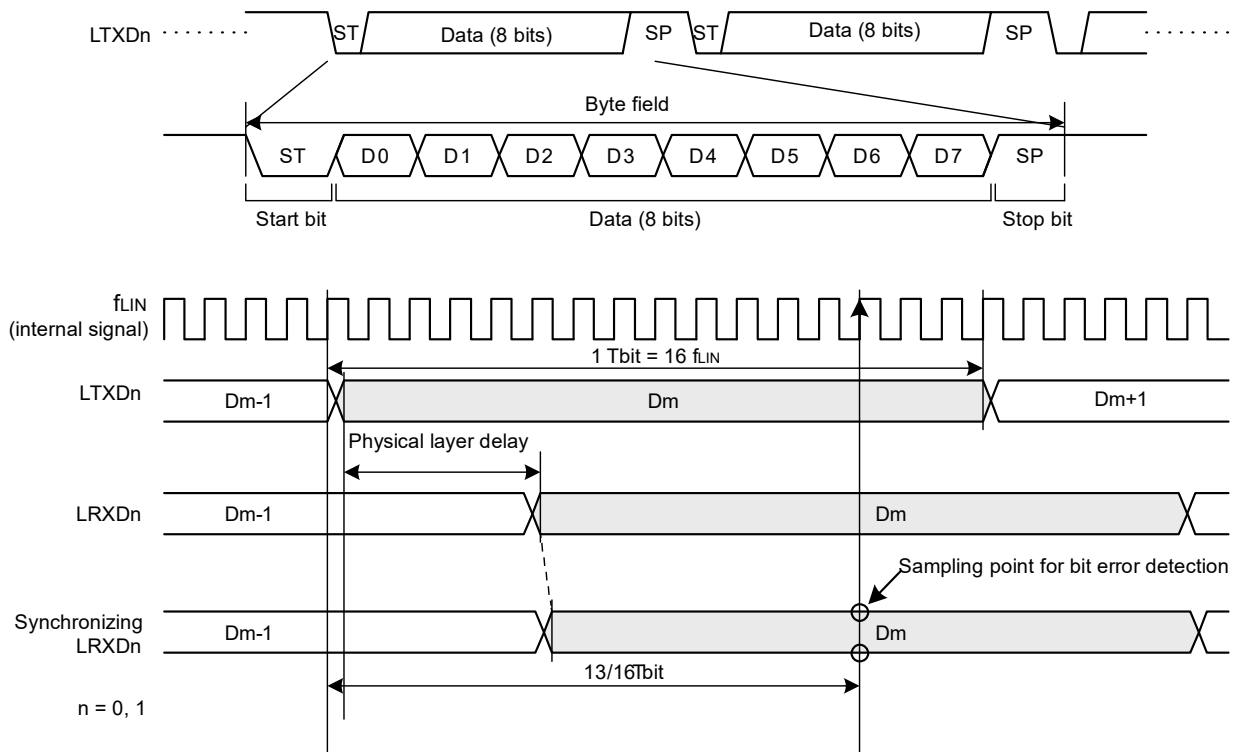 LTXDn ········ ST Data (8 bits) SP ST Data (8 bits) SP ········
Byte field
ST D0 D1 D2 D3 D4 D5 D6 D7 SP
Start bit Data (8 bits) Stop bit
fLIN
(internal signal)
1 Tbit = 16 fLIN
LTXDn Dm-1 Dm Dm+1
Physical layer delay
LRXDn Dm-1 Dm
Sampling point for bit error detection
Synchronizing
LRXDn Dm-1 Dm
13/16Tbit
n = 0, 1